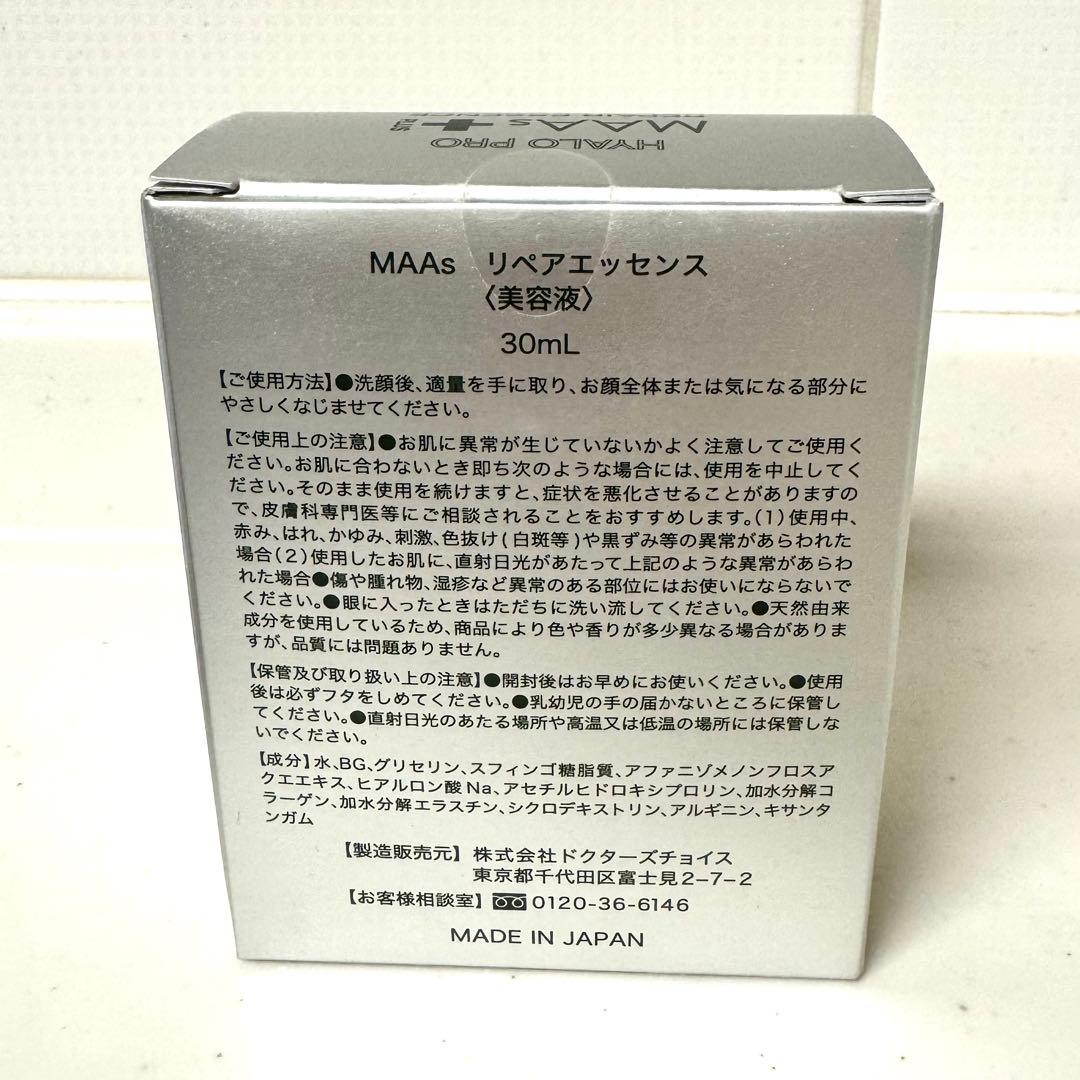 HYALO PRO
MAAs PLUS
MAAs リペアエッセンス
〈美容液〉
30mL
【ご使用方法】●洗顔後、適量を手に取り、お顔全体または気になる部分に
やさしくなじませてください。
【ご使用上の注意】●お肌に異常が生じていないかよく注意してご使用く
ださい。お肌に合わないとき即ち次のような場合には、使用を中止してく
ださい。そのまま使用を続けますと、症状を悪化させることがありますの
で、皮膚科専門医等にご相談されることをおすすめします。(1)使用中、
赤み、はれ、かゆみ、刺激、色抜け(白斑等)や黒ずみ等の異常があらわれた
場合(2)使用したお肌に、直射日光があたって上記のような異常があらわ
れた場合●傷や腫れ物、湿疹など異常のある部位にはお使いにならないで
ください。●眼に入ったときはただちに洗い流してください。●天然由来
成分を使用しているため、商品により色や香りが多少異なる場合がありま
すが、品質には問題ありません。
【保管及び取り扱い上の注意】●開封後はお早めにお使いください。●使用
後は必ずフタをしめてください。●乳幼児の手の届かないところに保管し
てください。●直射日光のあたる場所や高温又は低温の場所には保管しな
いでください。
【成分】水、BG、グリセリン、スフィンゴ糖脂質、アファニゾメノンフロスア
クエエキス、ヒアルロン酸Na、アセチルヒドロキシプロリン、加水分解コ
ラーゲン、加水分解エラスチン、シクロデキストリン、アルギニン、キサンタ
ンガム
【製造販売元】株式会社ドクターズチョイス
東京都千代田区富士見2-7-2
【お客様相談室】0120-36-6146
MADE IN JAPAN